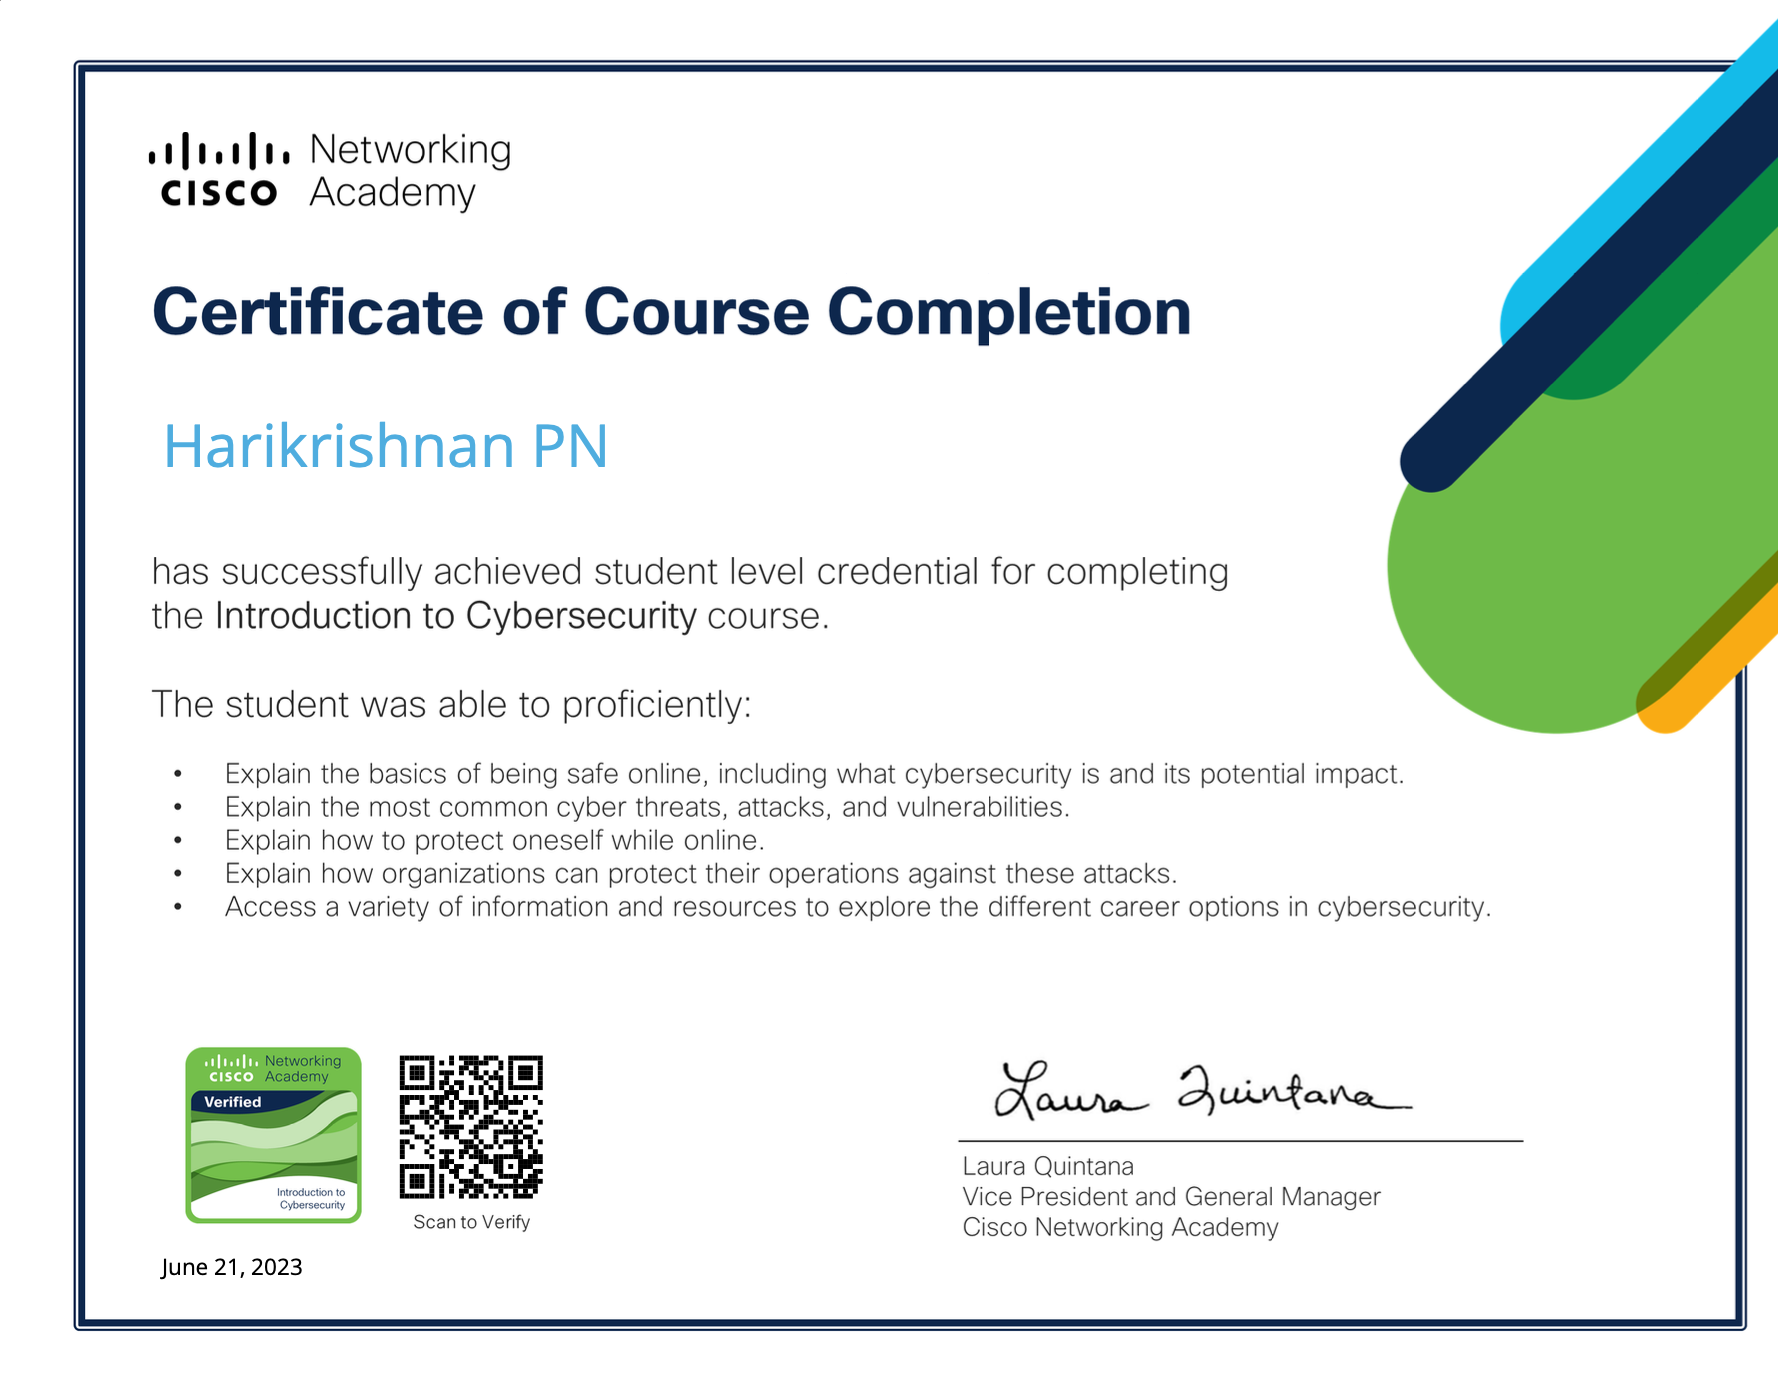 Networking
Academy
CISCO
Certificate of Course Completion
Harikrishnan PN
has successfully achieved student level credential for completing
the Introduction to Cybersecurity course.
The student was able to proficiently:
• Explain the basics of being safe online, including what cybersecurity is and its potential impact.
• Explain the most common cyber threats, attacks, and vulnerabilities.
• Explain how to protect oneself while online.
• Explain how organizations can protect their operations against these attacks.
• Access a variety of information and resources to explore the different career options in cybersecurity.
Networking
Academy
CISCO
Verified
Introduction to
Cybersecurity
Scan to Verify
June 21, 2023
Laura Quintana
Laura Quintana
Vice President and General Manager
Cisco Networking Academy